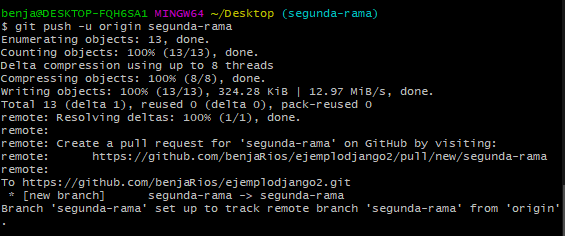 benja@DESKTOP-FQH6SA1 MINGW64 ~/Desktop (segunda-rama)
$ git push -u origin segunda-rama
Enumerating objects: 13, done.
Counting objects: 100% (13/13), done.
Delta compression using up to 8 threads
Compressing objects: 100% (8/8), done.
Writing objects: 100% (13/13), 324.28 KiB | 12.97 MiB/s, done.
Total 13 (delta 1), reused 0 (delta 0), pack-reused 0
remote: Resolving deltas: 100% (1/1), done.
remote:
remote: Create a pull request for 'segunda-rama' on GitHub by visiting:
remote:      https://github.com/benjaRios/ejemplodjango2/pull/new/segunda-rama
remote:
To https://github.com/benjaRios/ejemplodjango2.git
 * [new branch]      segunda-rama -> segunda-rama
Branch 'segunda-rama' set up to track remote branch 'segunda-rama' from 'origin'
.